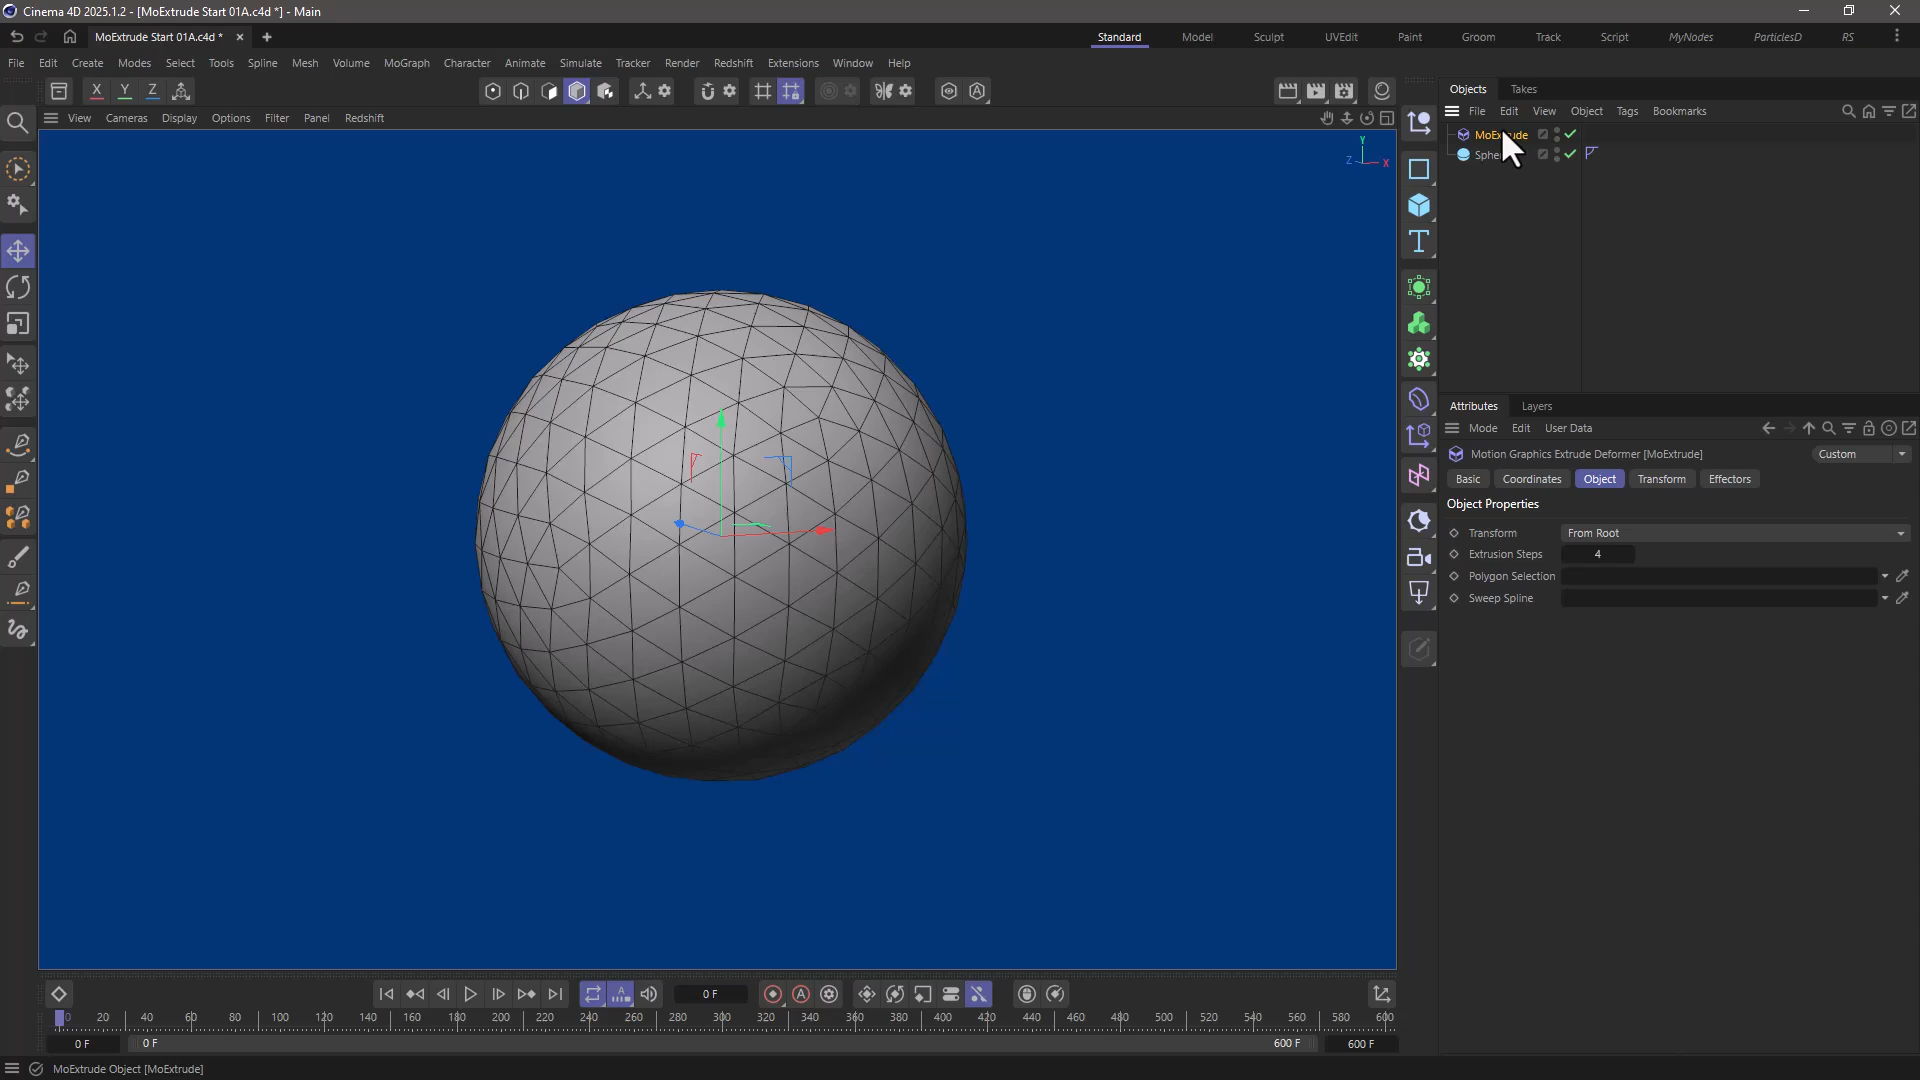 Cinema 4D 2025.1.2 - [MoExtrude Start 01A.c4d *] - Main
MoExtrude Start 01A.c4d *
Standard Model Sculpt UVEdit Paint Groom Track Script MyNodes ParticlesD RS
File Edit Create Modes Select Tools Spline Mesh Volume MoGraph Character Animate Simulate Tracker Render Redshift Extensions Window Help
X Y Z
Objects Takes
File Edit View Object Tags Bookmarks
View Cameras Display Options Filter Panel Redshift
MoExtrude
Y
Z X
Attributes Layers
Mode Edit User Data
Motion Graphics Extrude Deformer [MoExtrude] Custom
Basic Coordinates Object Transform Effectors
Object Properties
Transform From Root
Extrusion Steps 4
Polygon Selection
Sweep Spline
0 F
0 20 40 60 80 100 120 140 160 180 200 220 240 260 280 300 320 340 360 380 400 420 440 460 480 500 520 540 560 580 600
0 F 0 F 600 F 600 F
MoExtrude Object [MoExtrude]